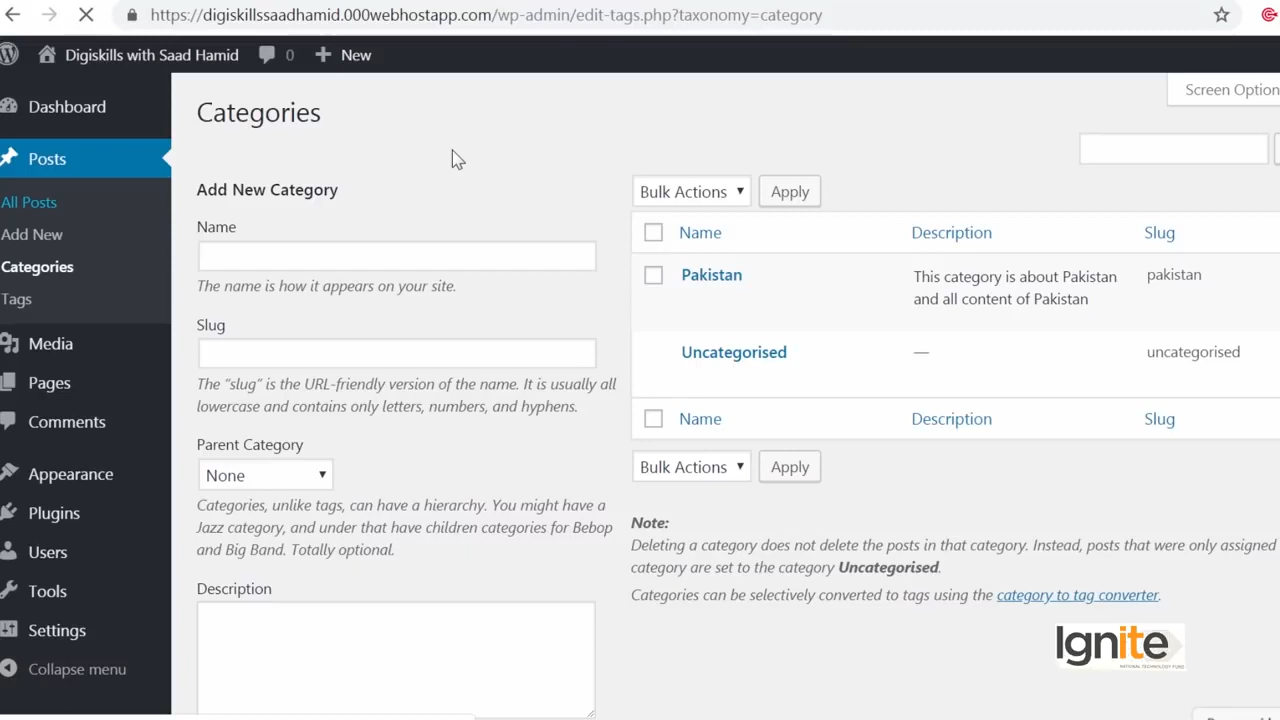 https://digiskillssaadhamid.000webhostapp.com/wp-admin/edit-tags.php?taxonomy=category
Digiskills with Saad Hamid 0 New
Screen Option
Dashboard
Posts
All Posts
Add New
Categories
Tags
Media
Pages
Comments
Appearance
Plugins
Users
Tools
Settings
Collapse menu
Categories
Add New Category
Name
The name is how it appears on your site.
Slug
The “slug” is the URL-friendly version of the name. It is usually all
lowercase and contains only letters, numbers, and hyphens.
Parent Category
None
Categories, unlike tags, can have a hierarchy. You might have a
Jazz category, and under that have children categories for Bebop
and Big Band. Totally optional.
Description
Bulk Actions Apply
Name Description Slug
Pakistan This category is about Pakistan pakistan
and all content of Pakistan
Uncategorised — uncategorised
Name Description Slug
Bulk Actions Apply
Note:
Deleting a category does not delete the posts in that category. Instead, posts that were only assigned
category are set to the category Uncategorised.
Categories can be selectively converted to tags using the category to tag converter.
Ignite
NATIONAL TECHNOLOGY FUND